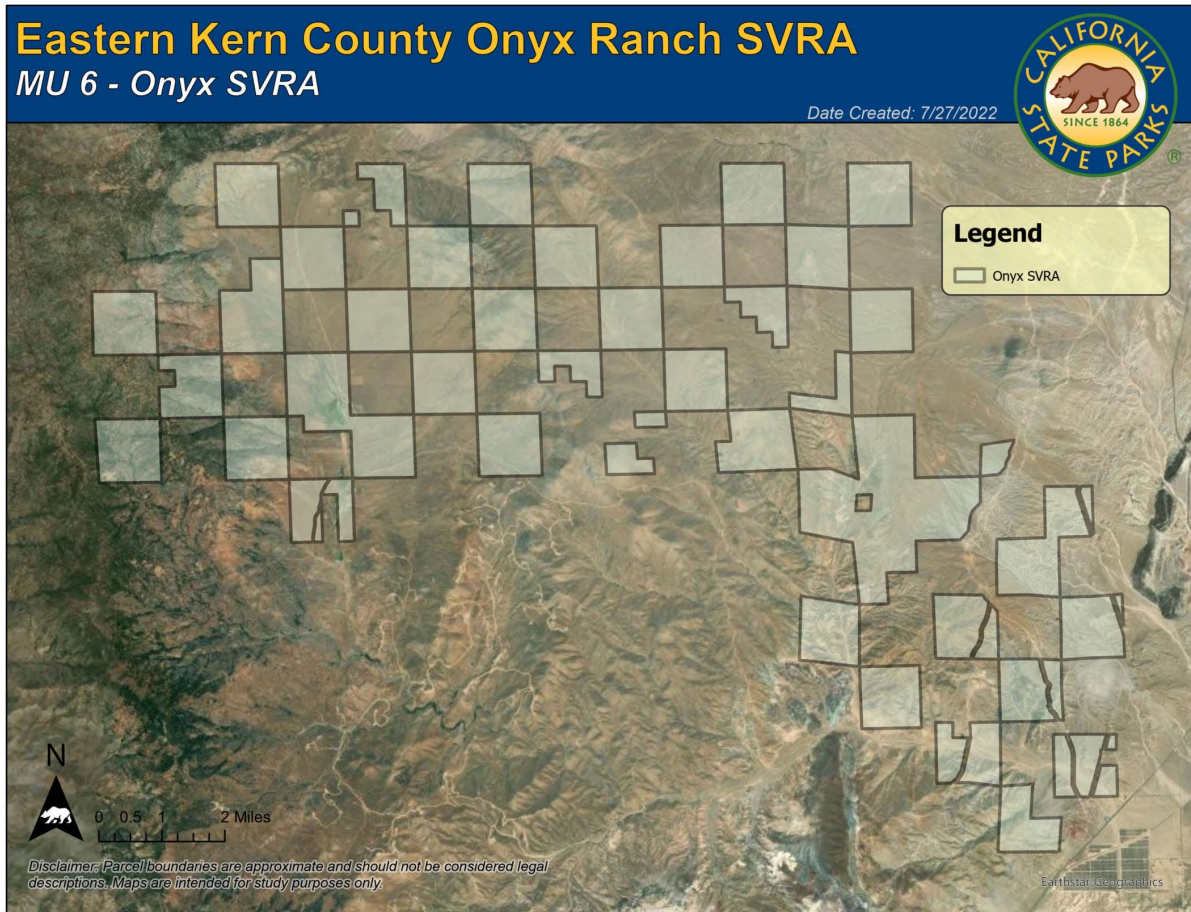 Eastern Kern County Onyx Ranch SVRA
MU 6 - Onyx SVRA
Date Created: 7/27/2022
CALIFORNIA
SINCE 1864
STATE PARKS
®
Legend
Onyx SVRA
N
0 0.5 1 2 Miles
Disclaimer: Parcel boundaries are approximate and should not be considered legal
descriptions. Maps are intended for study purposes only.
Earthstar Geographics